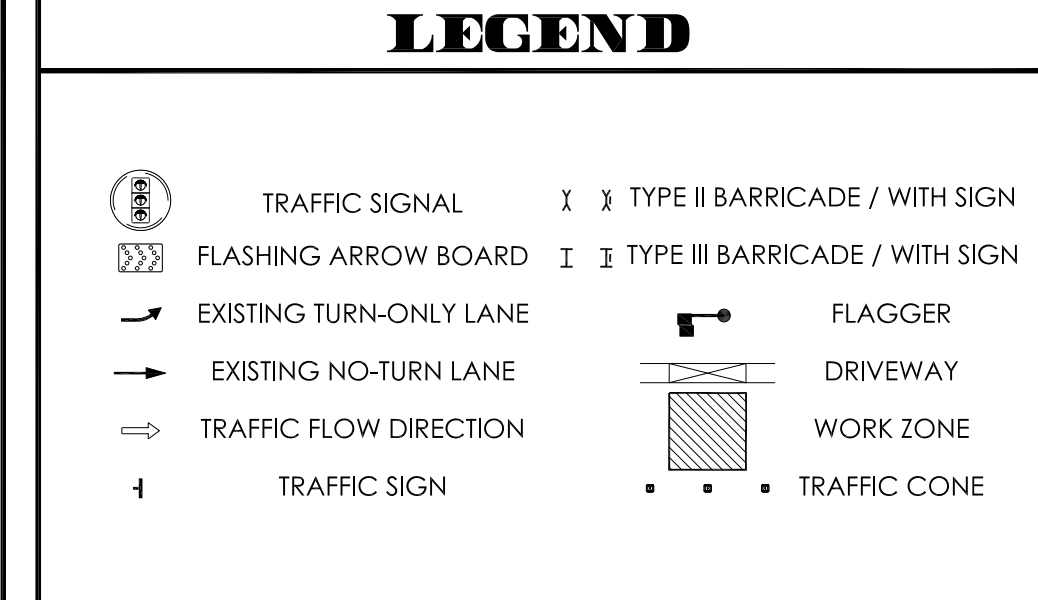 LEGEND
TRAFFIC SIGNAL
FLASHING ARROW BOARD
EXISTING TURN-ONLY LANE
EXISTING NO-TURN LANE
TRAFFIC FLOW DIRECTION
TRAFFIC SIGN
TYPE II BARRICADE / WITH SIGN
TYPE III BARRICADE / WITH SIGN
FLAGGER
DRIVEWAY
WORK ZONE
TRAFFIC CONE